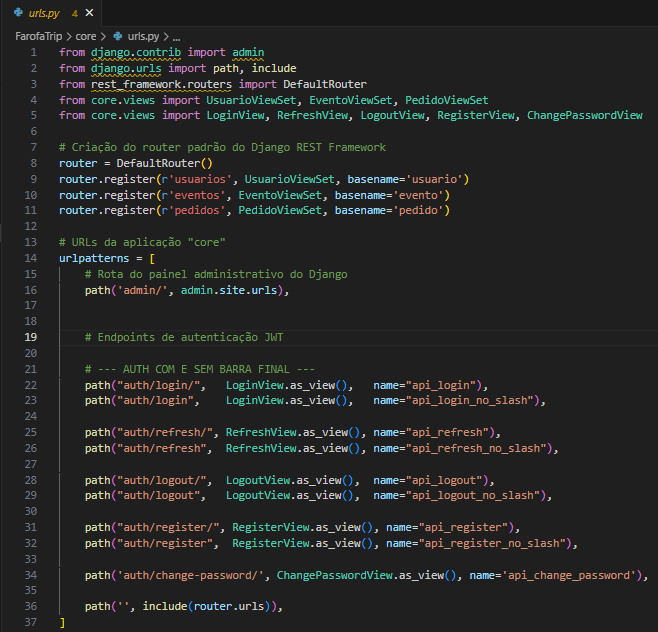 urls.py 4 ×
FarofaTrip > core > urls.py > ...
1 from django.contrib import admin
2 from django.urls import path, include
3 from rest_framework.routers import DefaultRouter
4 from core.views import UsuarioViewSet, EventoViewSet, PedidoViewSet
5 from core.views import LoginView, RefreshView, LogoutView, RegisterView, ChangePasswordView
6
7 # Criação do router padrão do Django REST Framework
8 router = DefaultRouter()
9 router.register(r'usuarios', UsuarioViewSet, basename='usuario')
10 router.register(r'eventos', EventoViewSet, basename='evento')
11 router.register(r'pedidos', PedidoViewSet, basename='pedido')
12
13 # URLs da aplicação "core"
14 urlpatterns = [
15     # Rota do painel administrativo do Django
16     path('admin/', admin.site.urls),
17
18
19     # Endpoints de autenticação JWT
20
21     # --- AUTH COM E SEM BARRA FINAL ---
22     path("auth/login/",   LoginView.as_view(),   name="api_login"),
23     path("auth/login",    LoginView.as_view(),   name="api_login_no_slash"),
24
25     path("auth/refresh/", RefreshView.as_view(), name="api_refresh"),
26     path("auth/refresh",  RefreshView.as_view(), name="api_refresh_no_slash"),
27
28     path("auth/logout/",  LogoutView.as_view(),  name="api_logout"),
29     path("auth/logout",   LogoutView.as_view(),  name="api_logout_no_slash"),
30
31     path("auth/register/", RegisterView.as_view(), name="api_register"),
32     path("auth/register",  RegisterView.as_view(), name="api_register_no_slash"),
33
34     path('auth/change-password/', ChangePasswordView.as_view(), name='api_change_password'),
35
36     path('', include(router.urls)),
37 ]